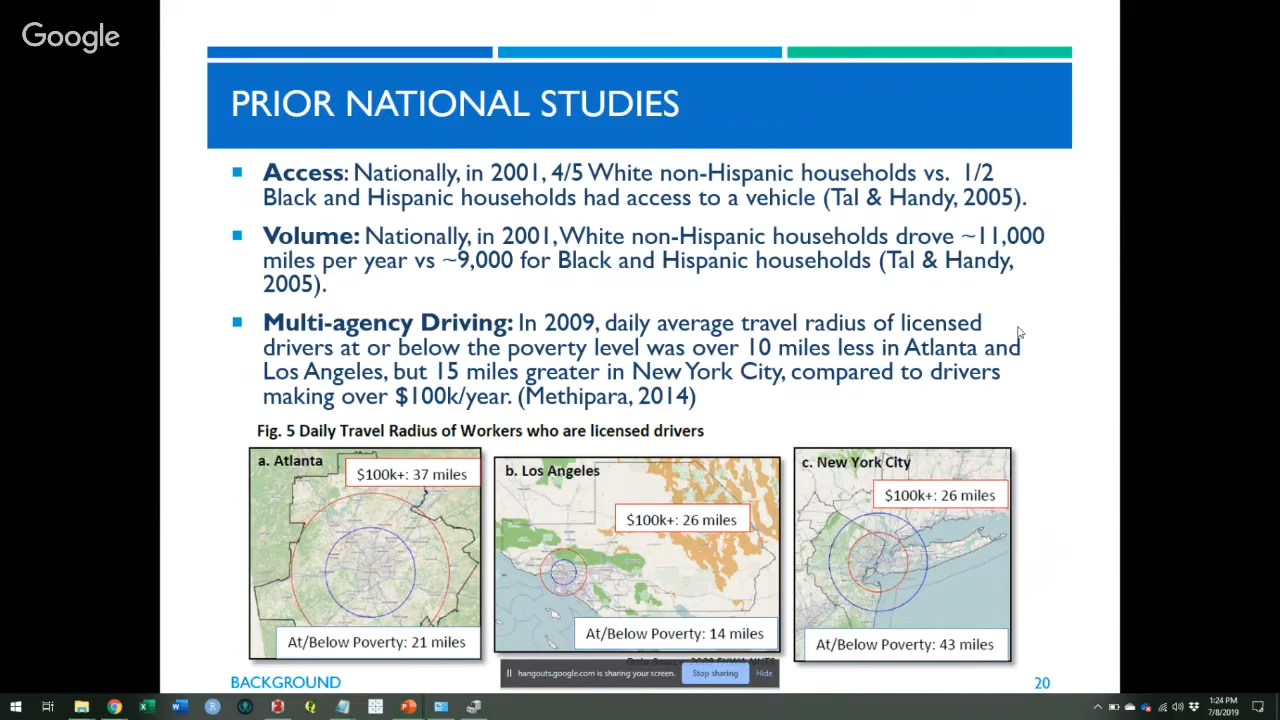 Google
PRIOR NATIONAL STUDIES
Access: Nationally, in 2001, 4/5 White non-Hispanic households vs. 1/2
Black and Hispanic households had access to a vehicle (Tal & Handy, 2005).
Volume: Nationally, in 2001, White non-Hispanic households drove ~11,000
miles per year vs ~9,000 for Black and Hispanic households (Tal & Handy,
2005).
Multi-agency Driving: In 2009, daily average travel radius of licensed
drivers at or below the poverty level was over 10 miles less in Atlanta and
Los Angeles, but 15 miles greater in New York City, compared to drivers
making over $100k/year. (Methipara, 2014)
Fig. 5 Daily Travel Radius of Workers who are licensed drivers
a. Atlanta
$100k+: 37 miles
At/Below Poverty: 21 miles
b. Los Angeles
$100k+: 26 miles
At/Below Poverty: 14 miles
c. New York City
$100k+: 26 miles
At/Below Poverty: 43 miles
hangouts.google.com is sharing your screen. Stop sharing Hide
BACKGROUND
20
1:24 PM
7/8/2019